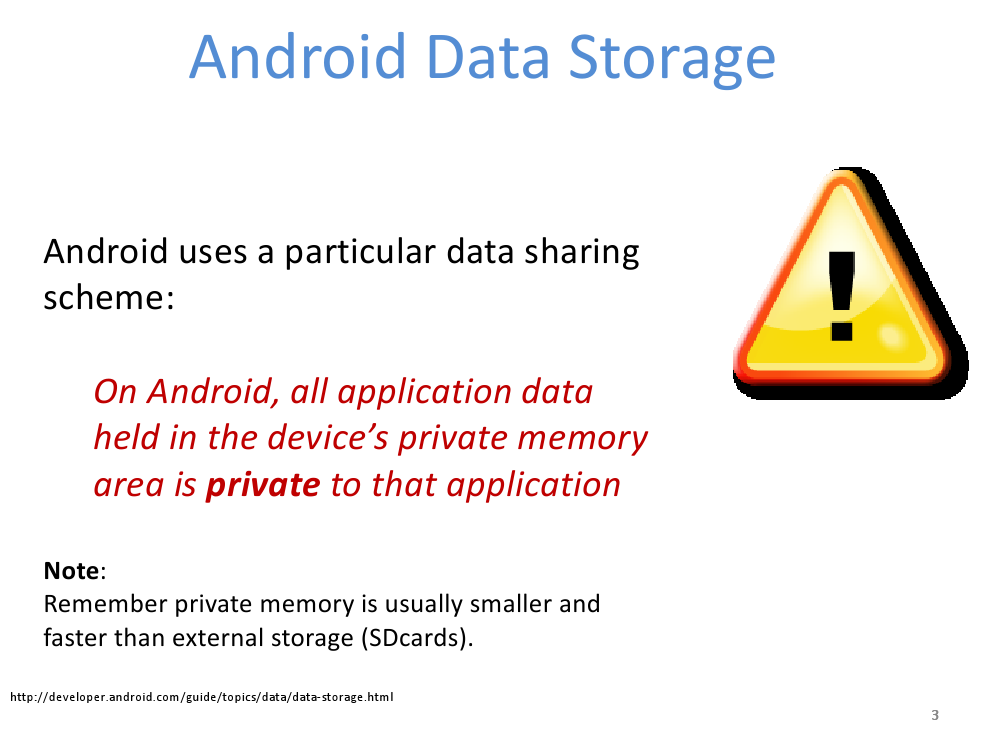 Android Data Storage
Android uses a particular data sharing
scheme:
On Android, all application data
held in the device’s private memory
area is private to that application
Note:
Remember private memory is usually smaller and
faster than external storage (SDcards).
http://developer.android.com/guide/topics/data/data-storage.html
3